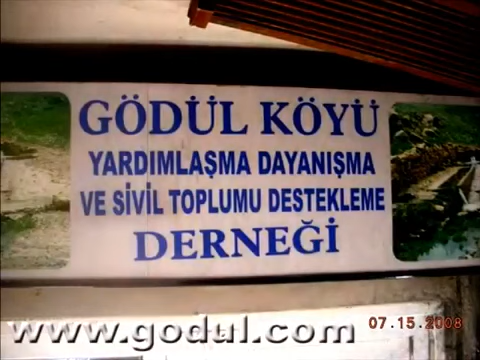 GÖDÜL KÖYÜ
YARDIMLAŞMA DAYANIŞMA
VE SİVİL TOPLUMU DESTEKLEME
DERNEĞİ
07.15.2008
www.godul.com